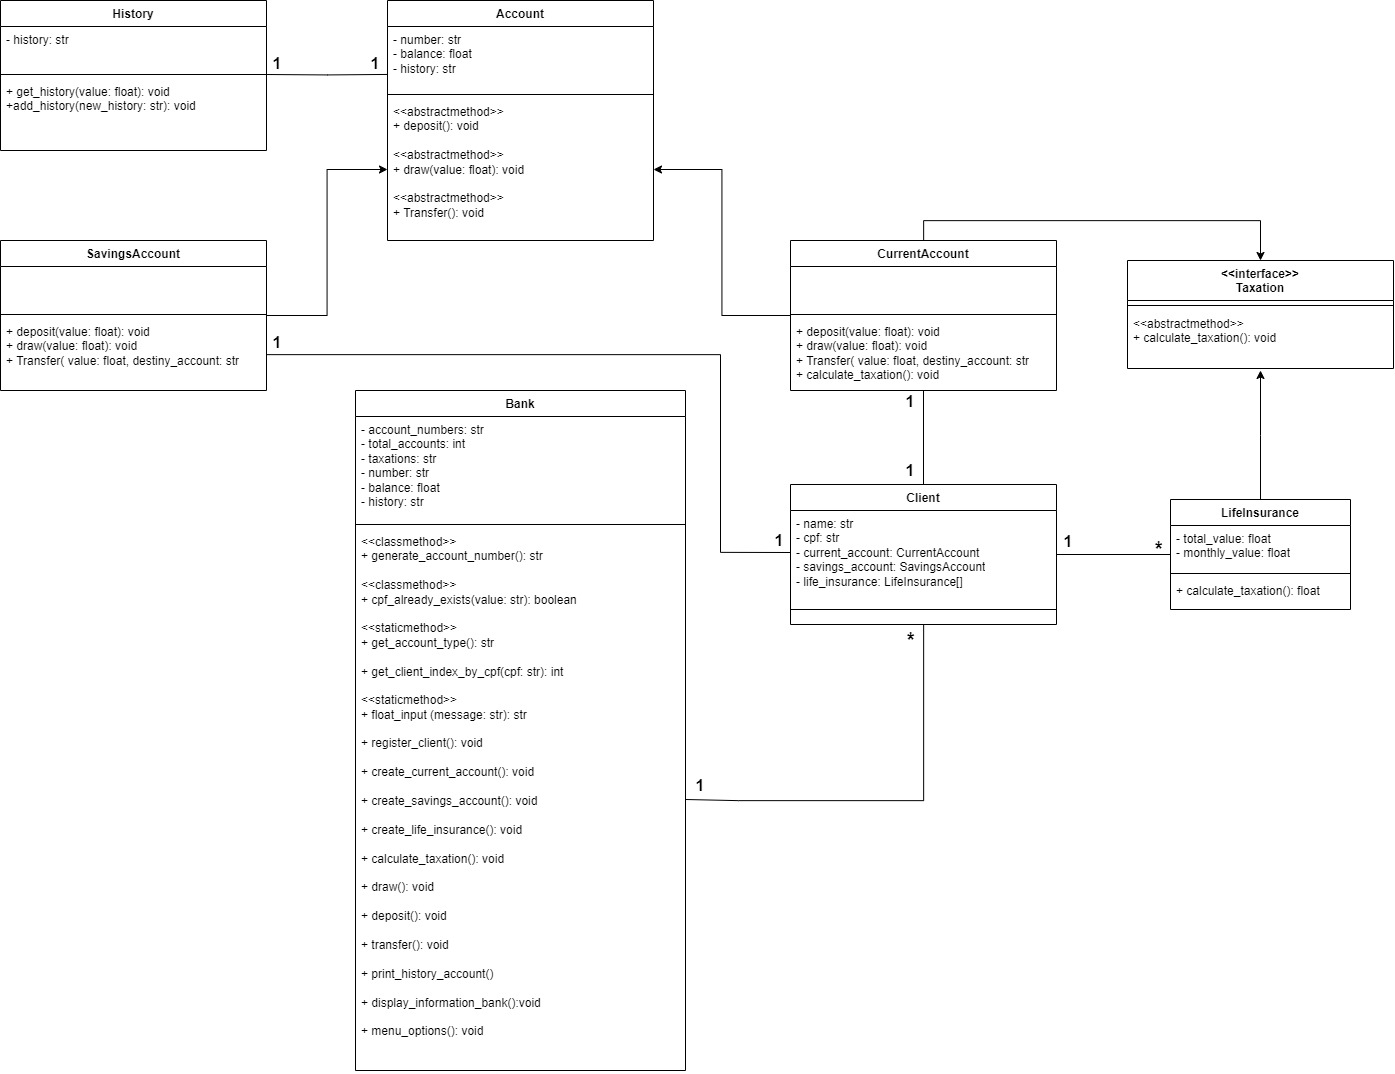 History
- history: str
+ get_history(value: float): void
+add_history(new_history: str): void
1
1
Account
- number: str
- balance: float
- history: str
<<abstractmethod>>
+ deposit(): void
<<abstractmethod>>
+ draw(value: float): void
<<abstractmethod>>
+ Transfer(): void
SavingsAccount
+ deposit(value: float): void
+ draw(value: float): void
+ Transfer( value: float, destiny_account: str
1
CurrentAccount
+ deposit(value: float): void
+ draw(value: float): void
+ Transfer( value: float, destiny_account: str
+ calculate_taxation(): void
1
<<interface>>
Taxation
<<abstractmethod>>
+ calculate_taxation(): void
Bank
- account_numbers: str
- total_accounts: int
- taxations: str
- number: str
- balance: float
- history: str
<<classmethod>>
+ generate_account_number(): str
<<classmethod>>
+ cpf_already_exists(value: str): boolean
<<staticmethod>>
+ get_account_type(): str
+ get_client_index_by_cpf(cpf: str): int
<<staticmethod>>
+ float_input (message: str): str
+ register_client(): void
+ create_current_account(): void
+ create_savings_account(): void
+ create_life_insurance(): void
+ calculate_taxation(): void
+ draw(): void
+ deposit(): void
+ transfer(): void
+ print_history_account()
+ display_information_bank():void
+ menu_options(): void
1
1
1
Client
- name: str
- cpf: str
- current_account: CurrentAccount
- savings_account: SavingsAccount
- life_insurance: LifeInsurance[]
*
1
*
LifeInsurance
- total_value: float
- monthly_value: float
+ calculate_taxation(): float